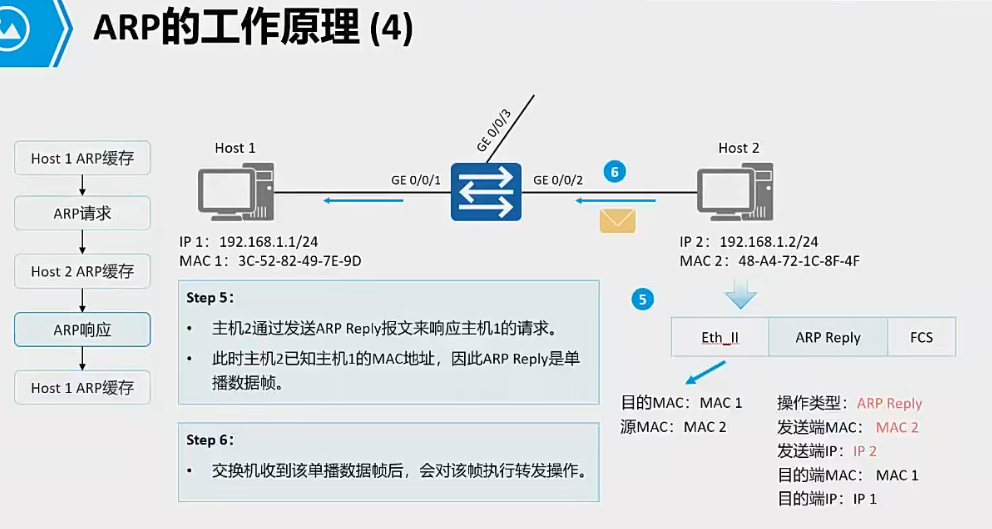 ARP的工作原理 (4)
Host 1 ARP缓存
ARP请求
Host 2 ARP缓存
ARP响应
Host 1 ARP缓存
Host 1
GE 0/0/1
GE 0/0/3
GE 0/0/2
6
Host 2
IP 1：192.168.1.1/24
MAC 1：3C-52-82-49-7E-9D
IP 2：192.168.1.2/24
MAC 2：48-A4-72-1C-8F-4F
Step 5：
• 主机2通过发送ARP Reply报文来响应主机1的请求。
• 此时主机2已知主机1的MAC地址，因此ARP Reply是单
播数据帧。
Step 6：
• 交换机收到该单播数据帧后，会对该帧执行转发操作。
5
Eth_II
ARP Reply
FCS
目的MAC：MAC 1
源MAC：MAC 2
操作类型：ARP Reply
发送端MAC：MAC 2
发送端IP：IP 2
目的端MAC：MAC 1
目的端IP：IP 1